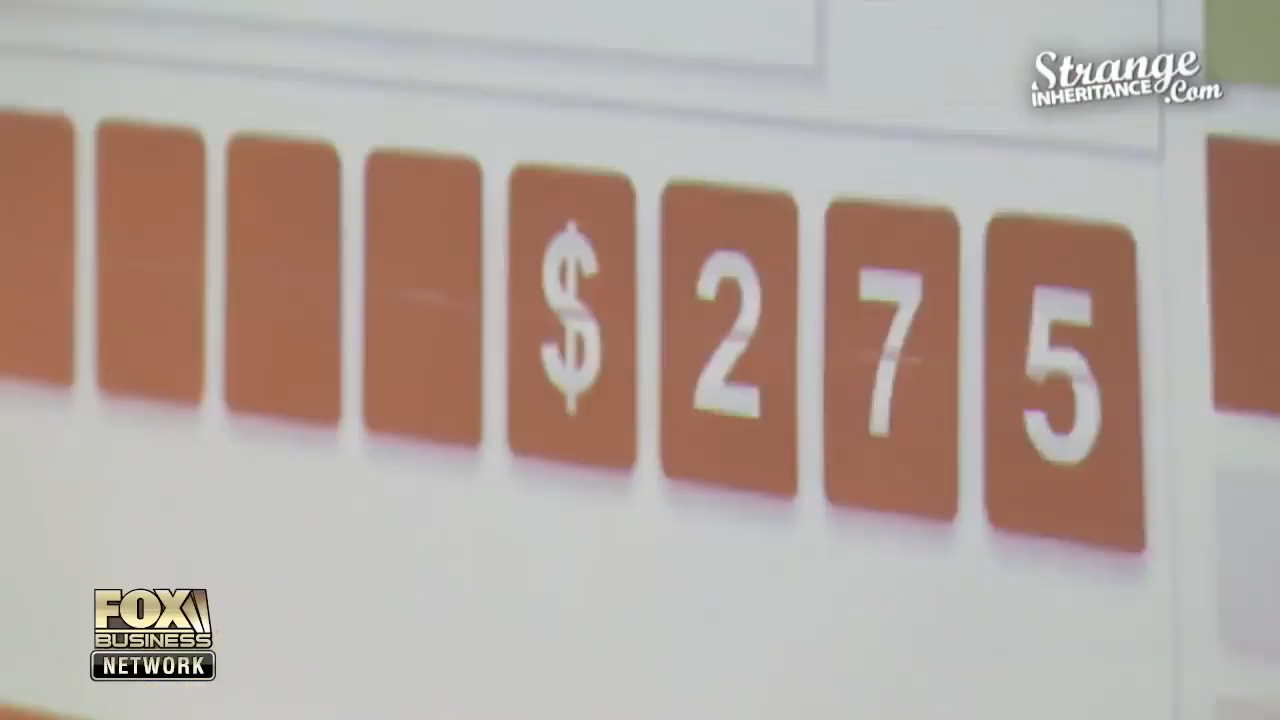 Strange
INHERITANCE
.Com
$275
FOX
BUSINESS
NETWORK